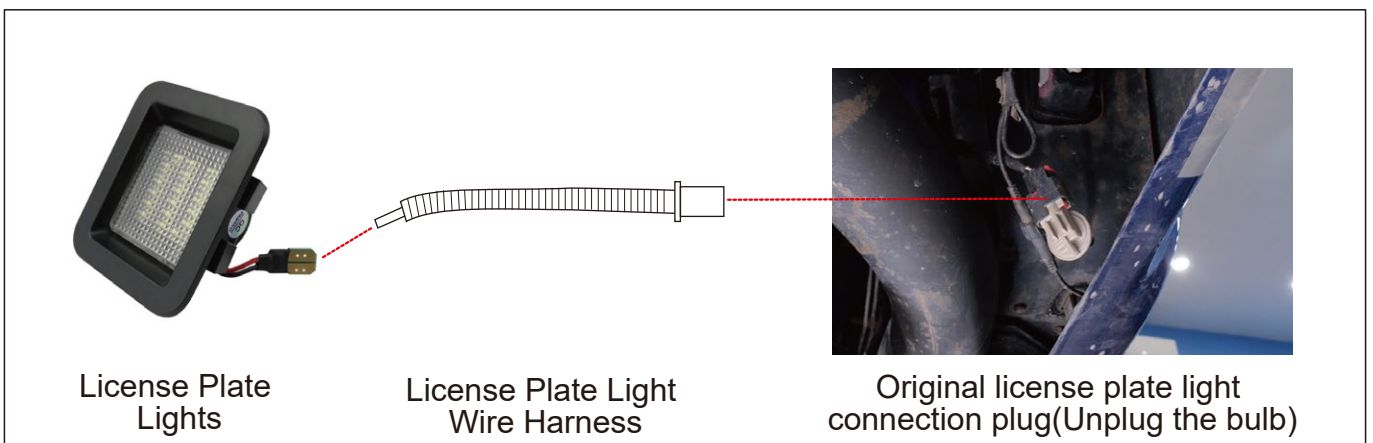 License Plate
Lights
License Plate Light
Wire Harness
Original license plate light
connection plug(Unplug the bulb)